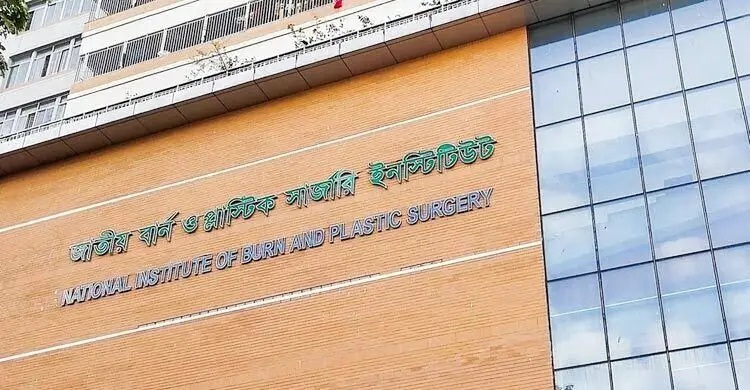 জাতীয় বার্ন ও প্লাস্টিক সার্জারি ইনস্টিটিউট
NATIONAL INSTITUTE OF BURN AND PLASTIC SURGERY